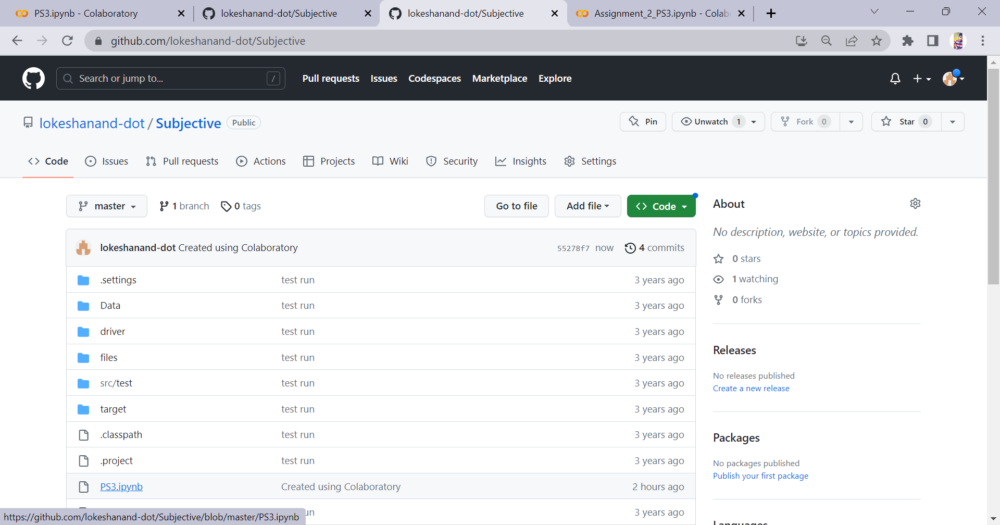 PS3.ipynb - Colaboratory
lokeshanand-dot/Subjective
lokeshanand-dot/Subjective
Assignment_2_PS3.ipynb - Colab
github.com/lokeshanand-dot/Subjective
Search or jump to... /
Pull requests Issues Codespaces Marketplace Explore
lokeshanand-dot / Subjective Public
Pin Unwatch 1 Fork 0 Star 0
Code Issues Pull requests Actions Projects Wiki Security Insights Settings
master 1 branch 0 tags Go to file Add file Code
lokeshanand-dot Created using Colaboratory 55278f7 now 4 commits
.settings test run 3 years ago
Data test run 3 years ago
driver test run 3 years ago
files test run 3 years ago
src/test test run 3 years ago
target test run 3 years ago
.classpath test run 3 years ago
.project test run 3 years ago
PS3.ipynb Created using Colaboratory 2 hours ago
3 years ago
About
No description, website, or topics provided.
0 stars
1 watching
0 forks
Releases
No releases published
Create a new release
Packages
No packages published
Publish your first package
Languages
https://github.com/lokeshanand-dot/Subjective/blob/master/PS3.ipynb